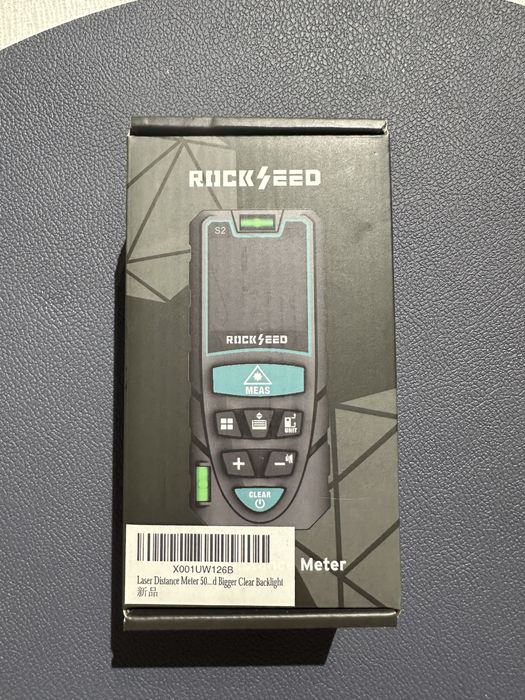 ROCKSEED
S2
ROCKSEED
MEAS
UNIT
+
−
CLEAR
Meter
X001UW126B
Laser Distance Meter 50...d Bigger Clear Backlight
新品